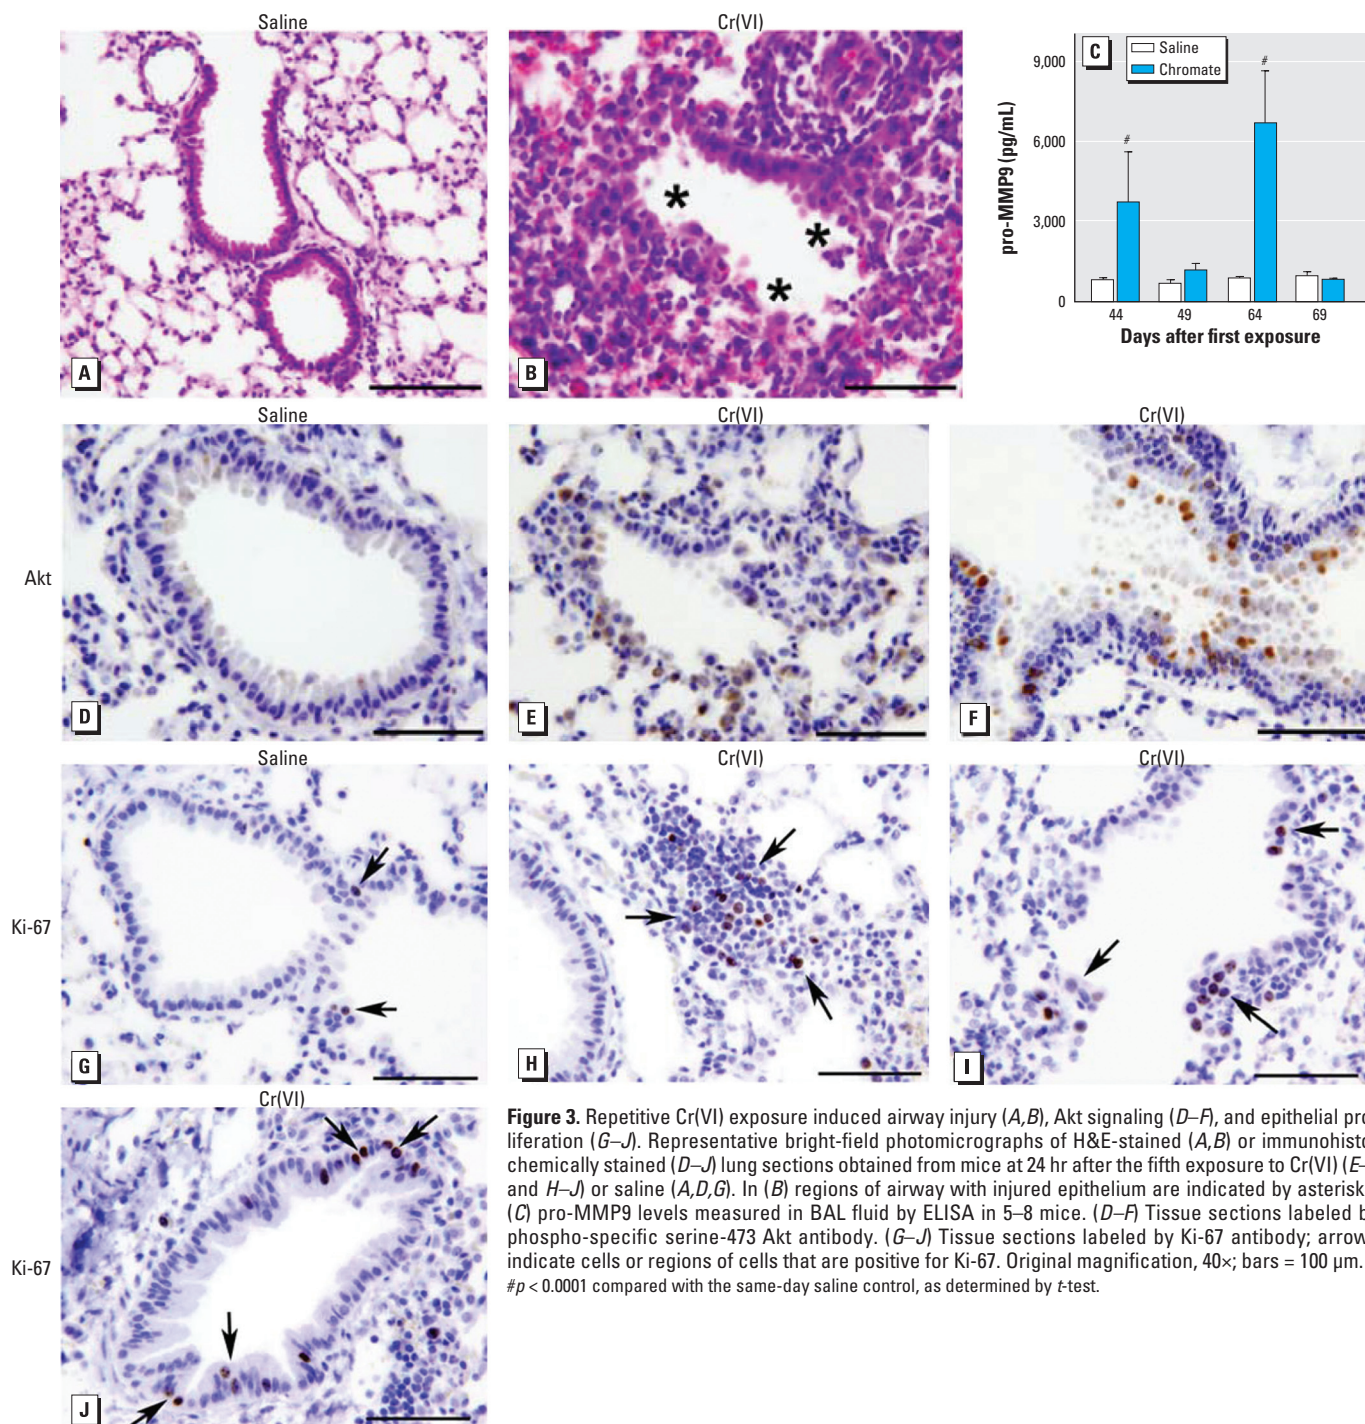 Saline
Cr(VI)
A
B
C
Saline
Chromate
9,000
6,000
3,000
0
pro-MMP9 (pg/mL)
#
#
44
49
64
69
Days after first exposure
Saline
Cr(VI)
Cr(VI)
Akt
D
E
F
Saline
Cr(VI)
Cr(VI)
Ki-67
G
H
I
Cr(VI)
Ki-67
J
Figure 3. Repetitive Cr(VI) exposure induced airway injury (A,B), Akt signaling (D–F), and epithelial pro
liferation (G–J). Representative bright-field photomicrographs of H&E-stained (A,B) or immunohisto
chemically stained (D–J) lung sections obtained from mice at 24 hr after the fifth exposure to Cr(VI) (E–
and H–J) or saline (A,D,G). In (B) regions of airway with injured epithelium are indicated by asterisk
(C) pro-MMP9 levels measured in BAL fluid by ELISA in 5–8 mice. (D–F) Tissue sections labeled b
phospho-specific serine-473 Akt antibody. (G–J) Tissue sections labeled by Ki-67 antibody; arrow
indicate cells or regions of cells that are positive for Ki-67. Original magnification, 40×; bars = 100 μm.
#p < 0.0001 compared with the same-day saline control, as determined by t-test.